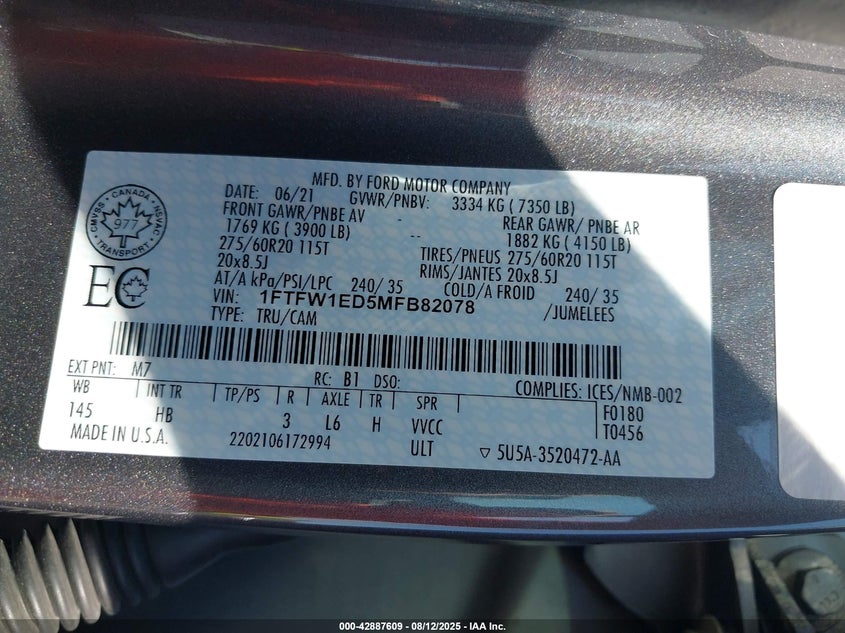 MFD. BY FORD MOTOR COMPANY
DATE: 06/21 GVWR/PNBV: 3334 KG ( 7350 LB)
FRONT GAWR/PNBE AV - REAR GAWR/ PNBE AR
1769 KG ( 3900 LB) -- 1882 KG ( 4150 LB)
275/60R20 115T TIRES/PNEUS 275/60R20 115T
20x8.5J RIMS/JANTES 20x8.5J
AT/A kPa/PSI/LPC 240/ 35 COLD/A FROID 240/ 35
VIN: 1FTFW1ED5MFB82078 /JUMELEES
TYPE: TRU/CAM
CMVSS - CANADA - NSVAC
977
TRANSPORT
EC
EXT PNT: M7 RC: B1 DSO: COMPLIES: ICES/NMB-002
WB INT TR TP/PS R AXLE TR SPR F0180
145 HB 3 L6 H VVCC T0456
MADE IN U.S.A. 2202106172994 ULT ▽ 5U5A-3520472-AA
000-42887609 - 08/12/2025 - IAA Inc.